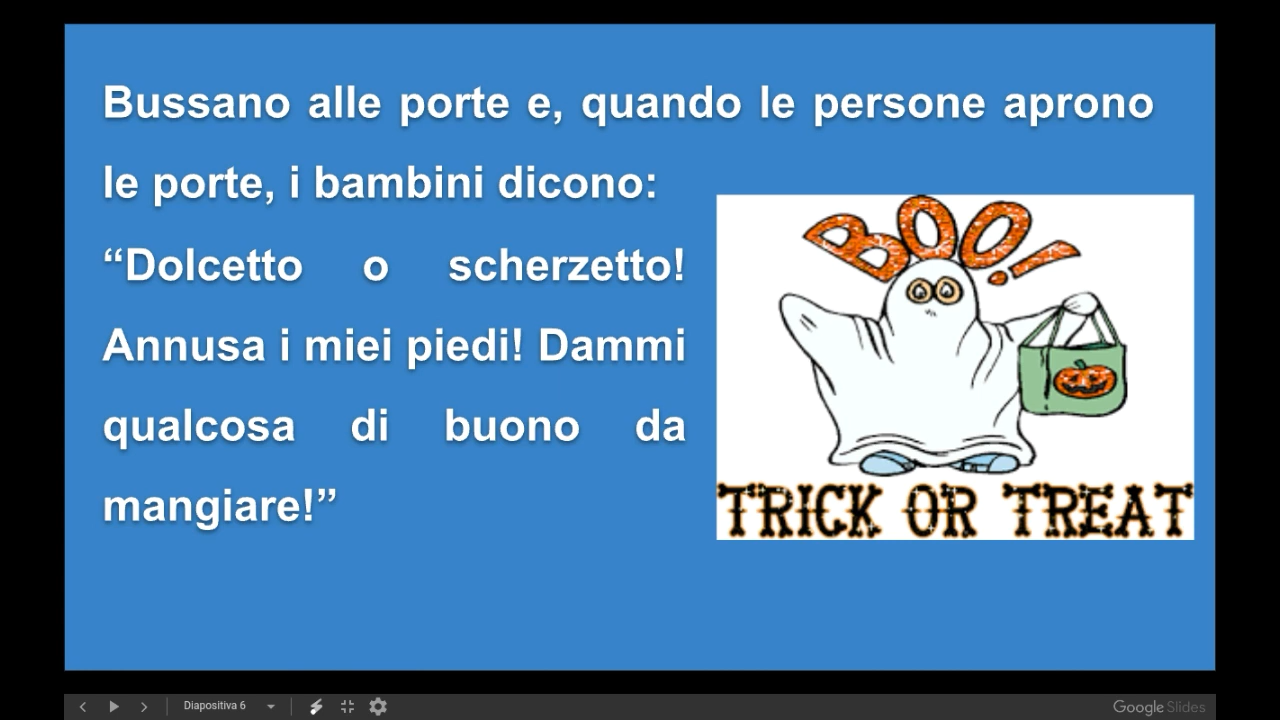 Bussano alle porte e, quando le persone aprono
le porte, i bambini dicono:
“Dolcetto o scherzetto!
Annusa i miei piedi! Dammi
qualcosa di buono da
mangiare!”
BOO!
TRICK OR TREAT
Diapositiva 6
Google Slides